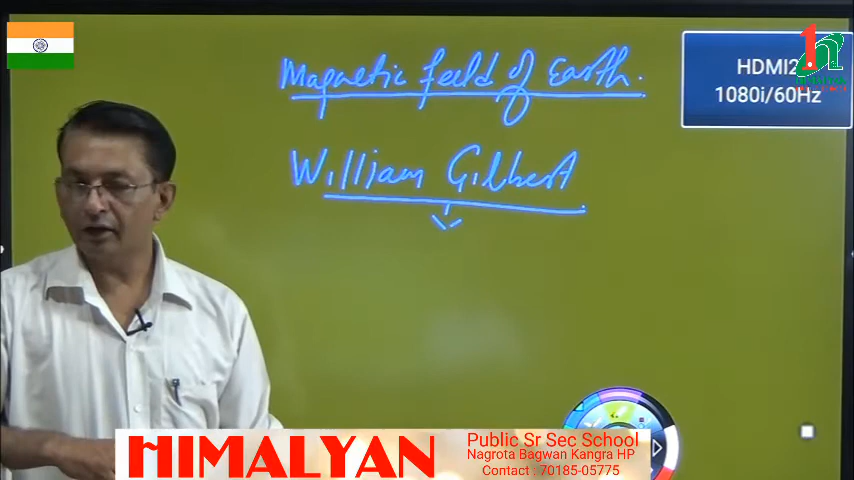 Magnetic feeld of Earth.
HDMI2
1080i/60Hz
William Gilbert
HIMALYAN
Public Sr Sec School
Nagrota Bagwan Kangra HP
Contact : 70185-05775